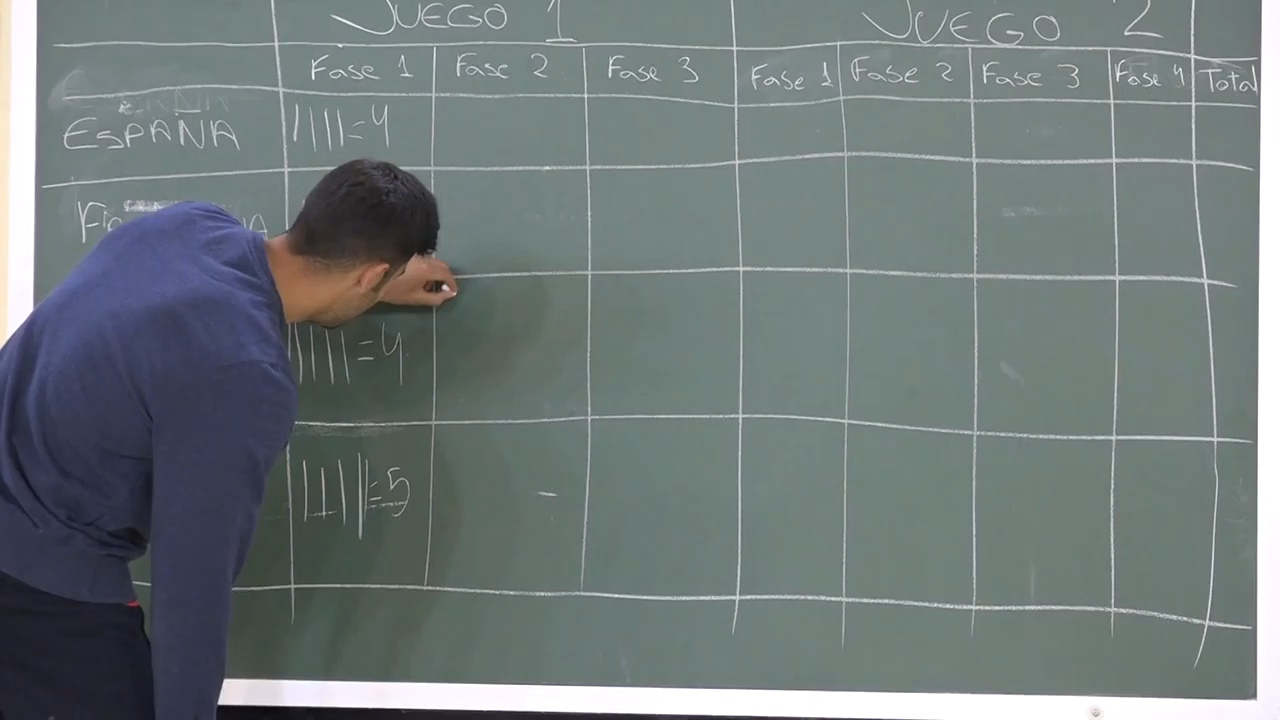 JUEGO 1 JUEGO 2
Fase 1 Fase 2 Fase 3 Fase 1 Fase 2 Fase 3 Fase 4 Total
ESPAÑA ||||=4
||||=4
|||||=5